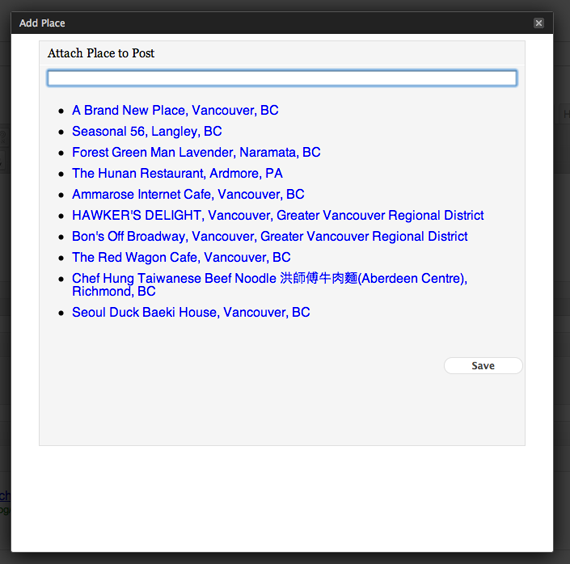 Add Place
Attach Place to Post
A Brand New Place, Vancouver, BC
Seasonal 56, Langley, BC
Forest Green Man Lavender, Naramata, BC
The Hunan Restaurant, Ardmore, PA
Ammarose Internet Cafe, Vancouver, BC
HAWKER'S DELIGHT, Vancouver, Greater Vancouver Regional District
Bon's Off Broadway, Vancouver, Greater Vancouver Regional District
The Red Wagon Cafe, Vancouver, BC
Chef Hung Taiwanese Beef Noodle 洪師傅牛肉麵(Aberdeen Centre),
Richmond, BC
Seoul Duck Baeki House, Vancouver, BC
Save